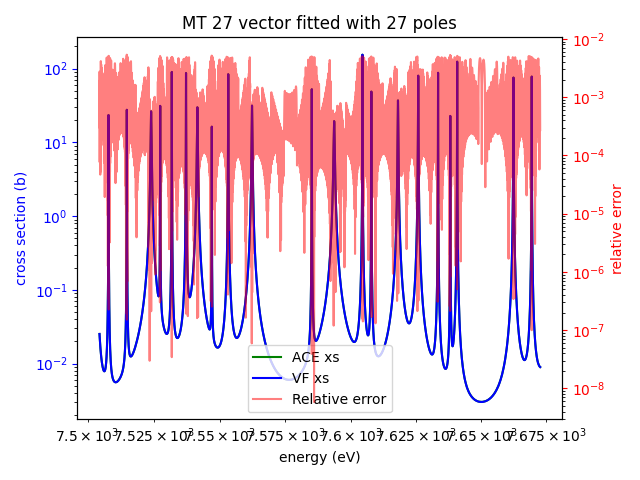 MT 27 vector fitted with 27 poles
cross section (b)
10² 10¹ 10⁰ 10⁻¹ 10⁻²
10⁻² 10⁻³ 10⁻⁴ 10⁻⁵ 10⁻⁶ 10⁻⁷ 10⁻⁸
relative error
ACE xs
VF xs
Relative error
7.5 × 10³ 7.525 × 10³ 7.55 × 10³ 7.575 × 10³ 7.6 × 10³ 7.625 × 10³ 7.65 × 10³ 7.675 × 10³
energy (eV)